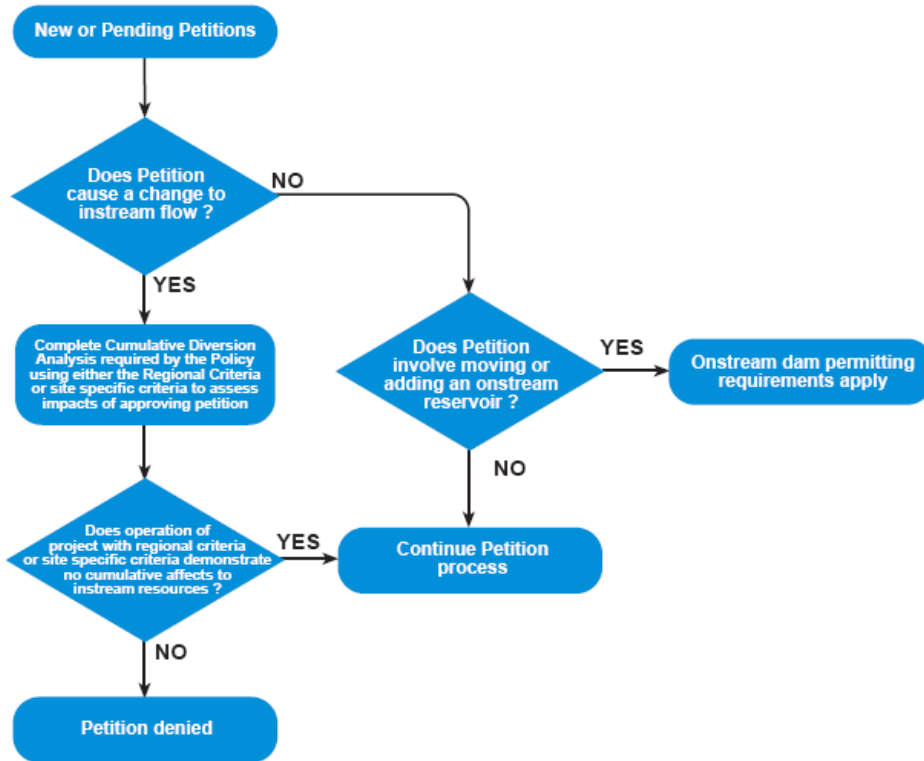 New or Pending Petitions
Does Petition
cause a change to
instream flow ?
NO
YES
Complete Cumulative Diversion
Analysis required by the Policy
using either the Regional Criteria
or site specific criteria to assess
impacts of approving petition
Does Petition
involve moving or
adding an onstream
reservoir ?
YES
Onstream dam permitting
requirements apply
NO
Does operation of
project with regional criteria
or site specific criteria demonstrate
no cumulative affects to
instream resources ?
YES
Continue Petition
process
NO
Petition denied